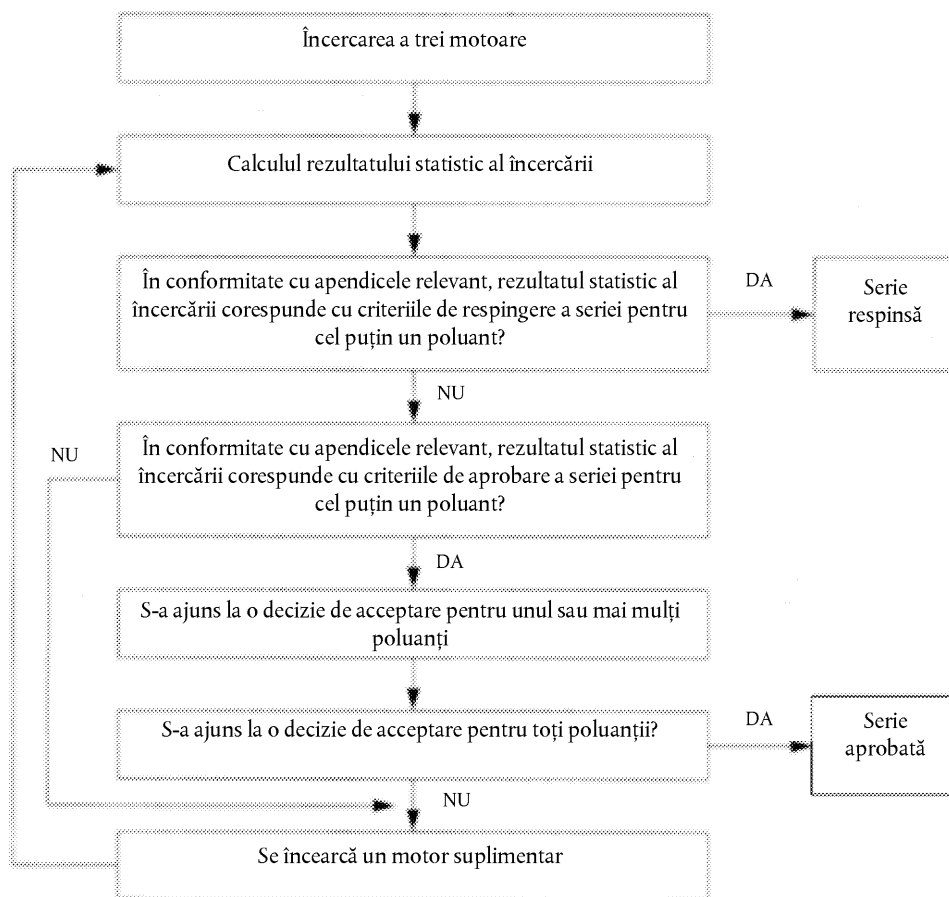 Încercarea a trei motoare
Calculul rezultatului statistic al încercării
În conformitate cu apendicele relevant, rezultatul statistic al
încercării corespunde cu criteriile de respingere a seriei pentru
cel puțin un poluant?
DA
Serie
respinsă
NU
În conformitate cu apendicele relevant, rezultatul statistic al
încercării corespunde cu criteriile de aprobare a seriei pentru
cel puțin un poluant?
NU
DA
S-a ajuns la o decizie de acceptare pentru unul sau mai mulți
poluanți
S-a ajuns la o decizie de acceptare pentru toți poluanții?
DA
Serie
aprobată
NU
Se încearcă un motor suplimentar